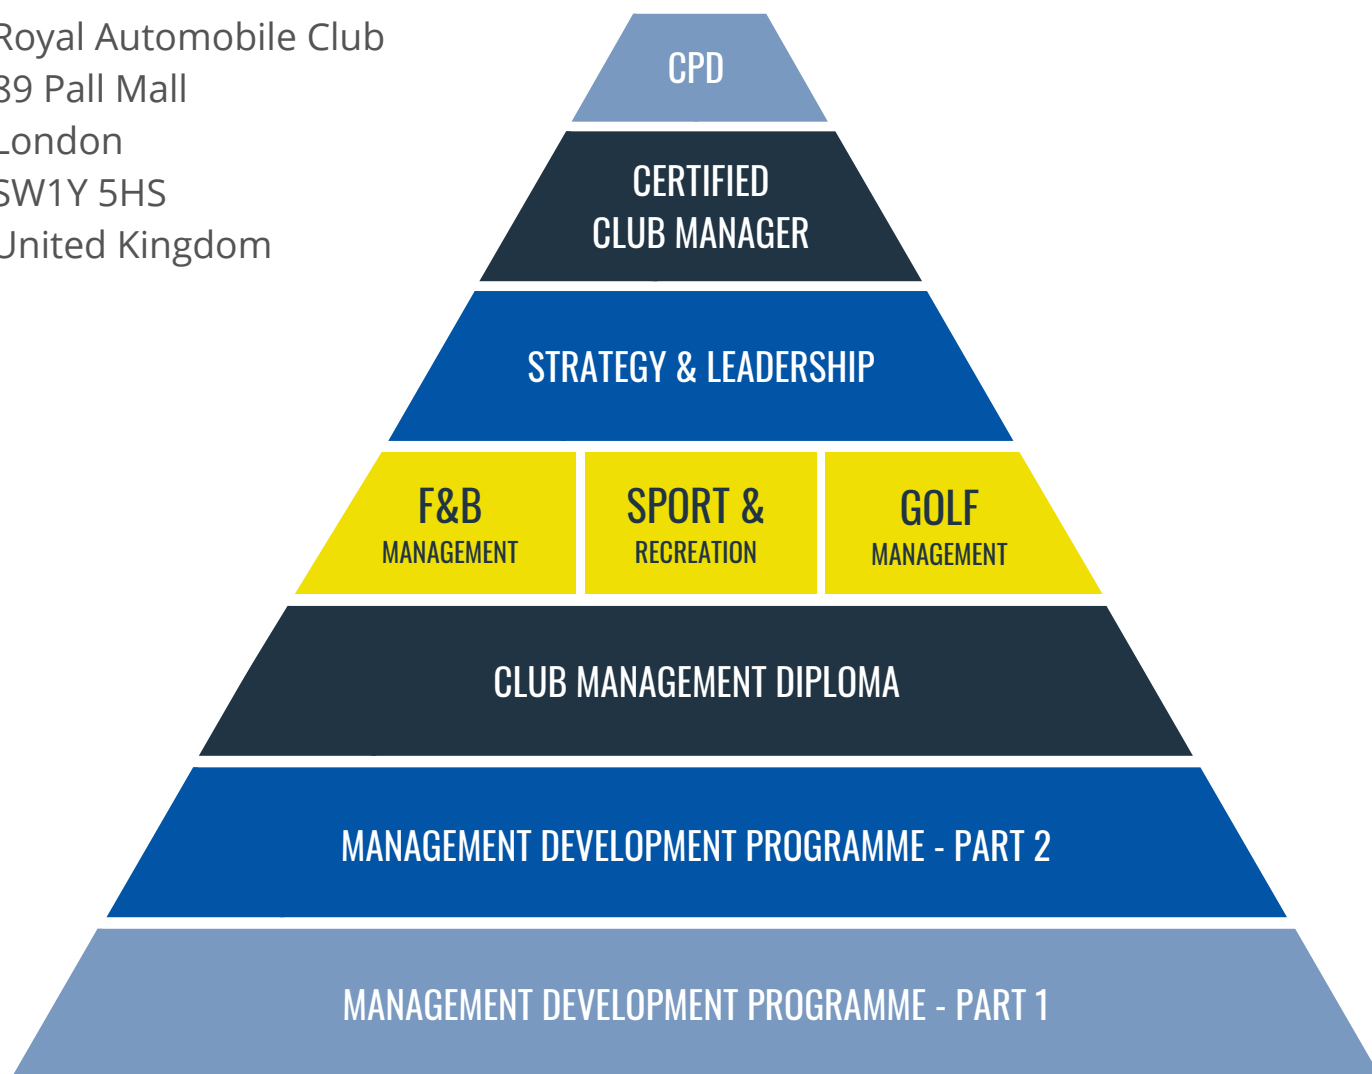 Royal Automobile Club
89 Pall Mall
London
SW1Y 5HS
United Kingdom
CPD
CERTIFIED
CLUB MANAGER
STRATEGY & LEADERSHIP
F&B
MANAGEMENT
SPORT &
RECREATION
GOLF
MANAGEMENT
CLUB MANAGEMENT DIPLOMA
MANAGEMENT DEVELOPMENT PROGRAMME - PART 2
MANAGEMENT DEVELOPMENT PROGRAMME - PART 1